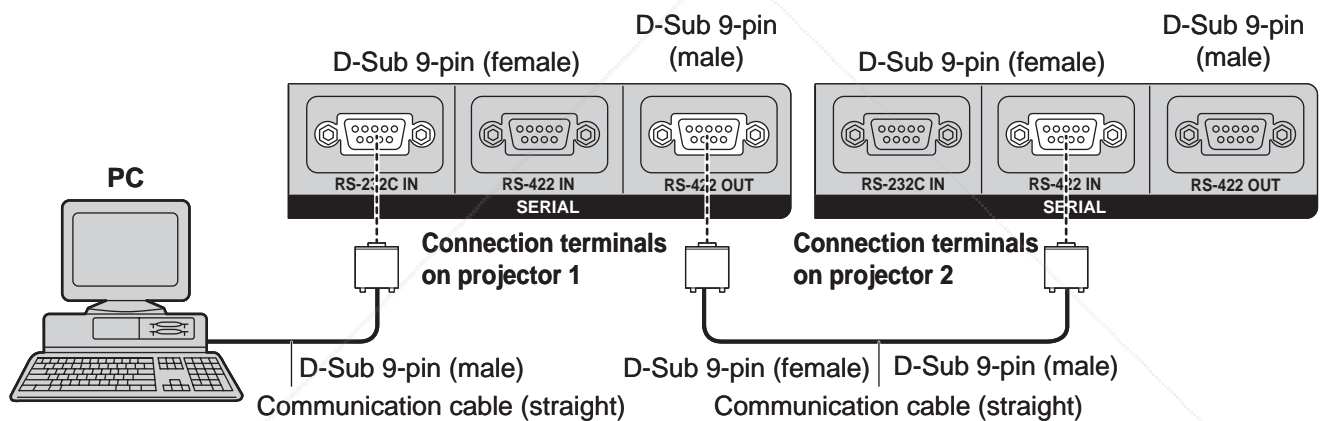 D-Sub 9-pin (female)
D-Sub 9-pin
(male)
D-Sub 9-pin (female)
D-Sub 9-pin
(male)
PC
RS-232C IN
RS-422 IN
RS-422 OUT
SERIAL
RS-232C IN
RS-422 IN
RS-422 OUT
SERIAL
Connection terminals
on projector 1
Connection terminals
on projector 2
D-Sub 9-pin (male)
Communication cable (straight)
D-Sub 9-pin (female)
D-Sub 9-pin (male)
Communication cable (straight)